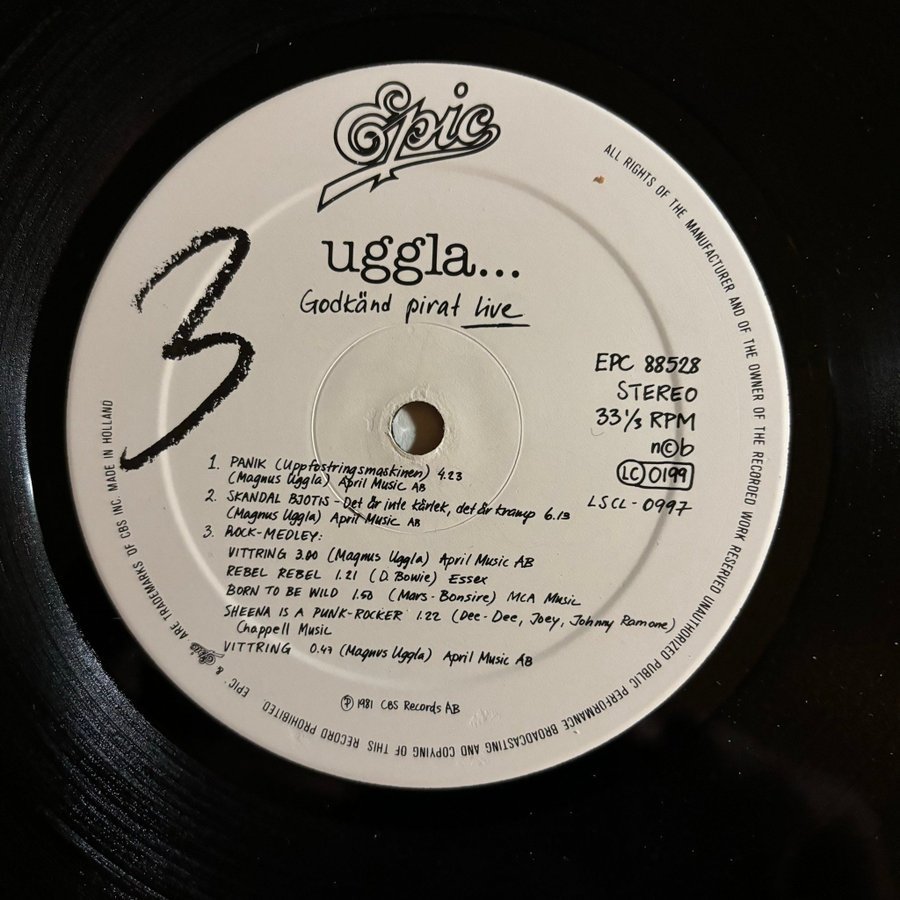 Epic
3
uggla...
Godkänd pirat live
EPC 88528
STEREO
33 1/3 RPM
n©b
LC 0199
LSCL-0997
1. PANIK (Uppfostringsmaskinen) 4.23
(Magnus Uggla) April Music AB
2. SKANDAL BJOTIS - Det är inte kärlek, det är kramp 6.13
(Magnus Uggla) April Music AB
3. ROCK-MEDLEY:
VITTRING 3.00 (Magnus Uggla) April Music AB
REBEL REBEL 1.21 (D. Bowie) Essex
BORN TO BE WILD 1.50 (Mars-Bonsire) MCA Music
SHEENA IS A PUNK-ROCKER 1.22 (Dee-Dee, Joey, Johnny Ramone)
Chappell Music
VITTRING 0.47 (Magnus Uggla) April Music AB
℗ 1981 CBS Records AB
ALL RIGHTS OF THE MANUFACTURER AND OF THE OWNER OF THE RECORDED WORK RESERVED UNAUTHORIZED PUBLIC PERFORMANCE BROADCASTING AND COPYING OF THIS RECORD PROHIBITED
"EPIC" & Epic ARE TRADEMARKS OF CBS INC. MADE IN HOLLAND